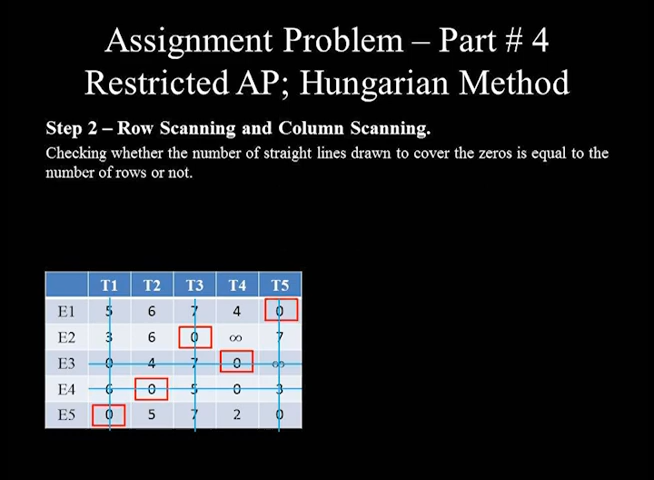 Assignment Problem – Part # 4
Restricted AP; Hungarian Method
Step 2 – Row Scanning and Column Scanning.
Checking whether the number of straight lines drawn to cover the zeros is equal to the
number of rows or not.
T1 T2 T3 T4 T5
E1 5 6 7 4 0
E2 3 6 0 ∞ 7
E3 0 4 7 0 ∞
E4 6 0 5 0 3
E5 0 5 7 2 0